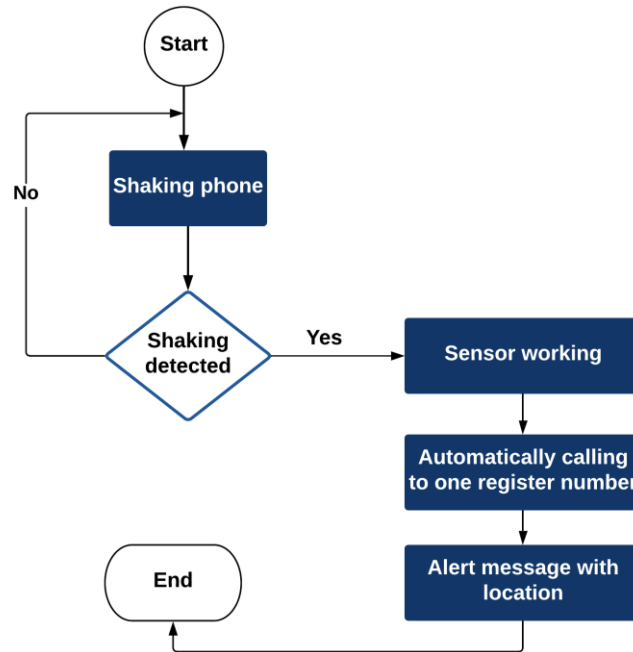 Start
No
Shaking phone
Shaking
detected
Yes
Sensor working
Automatically calling
to one register number
Alert message with
location
End